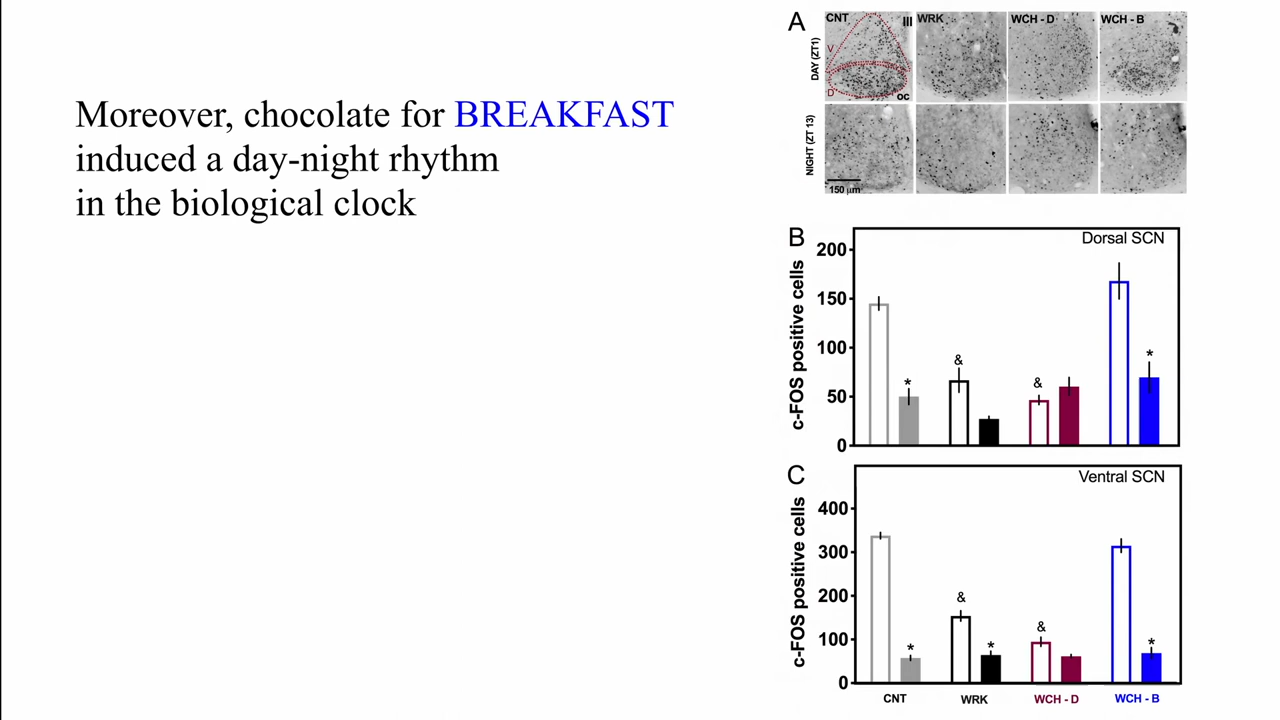 Moreover, chocolate for BREAKFAST
induced a day-night rhythm
in the biological clock
A
CNT
III
WRK
WCH - D
WCH - B
DAY (ZT1)
V
D
OC
NIGHT (ZT 13)
150 µm
B
Dorsal SCN
c-FOS positive cells
200
150
100
50
0
*
&
&
*
C
Ventral SCN
c-FOS positive cells
400
300
200
100
0
*
&
*
&
*
CNT
WRK
WCH - D
WCH - B